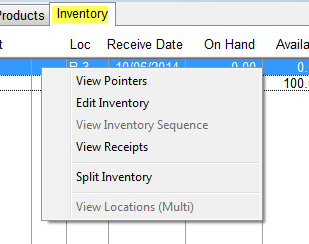 Products Inventory
Loc Receive Date On Hand Availa
10/06/2014 0.00 0.
View Pointers
100.
Edit Inventory
View Inventory Sequence
View Receipts
Split Inventory
View Locations (Multi)